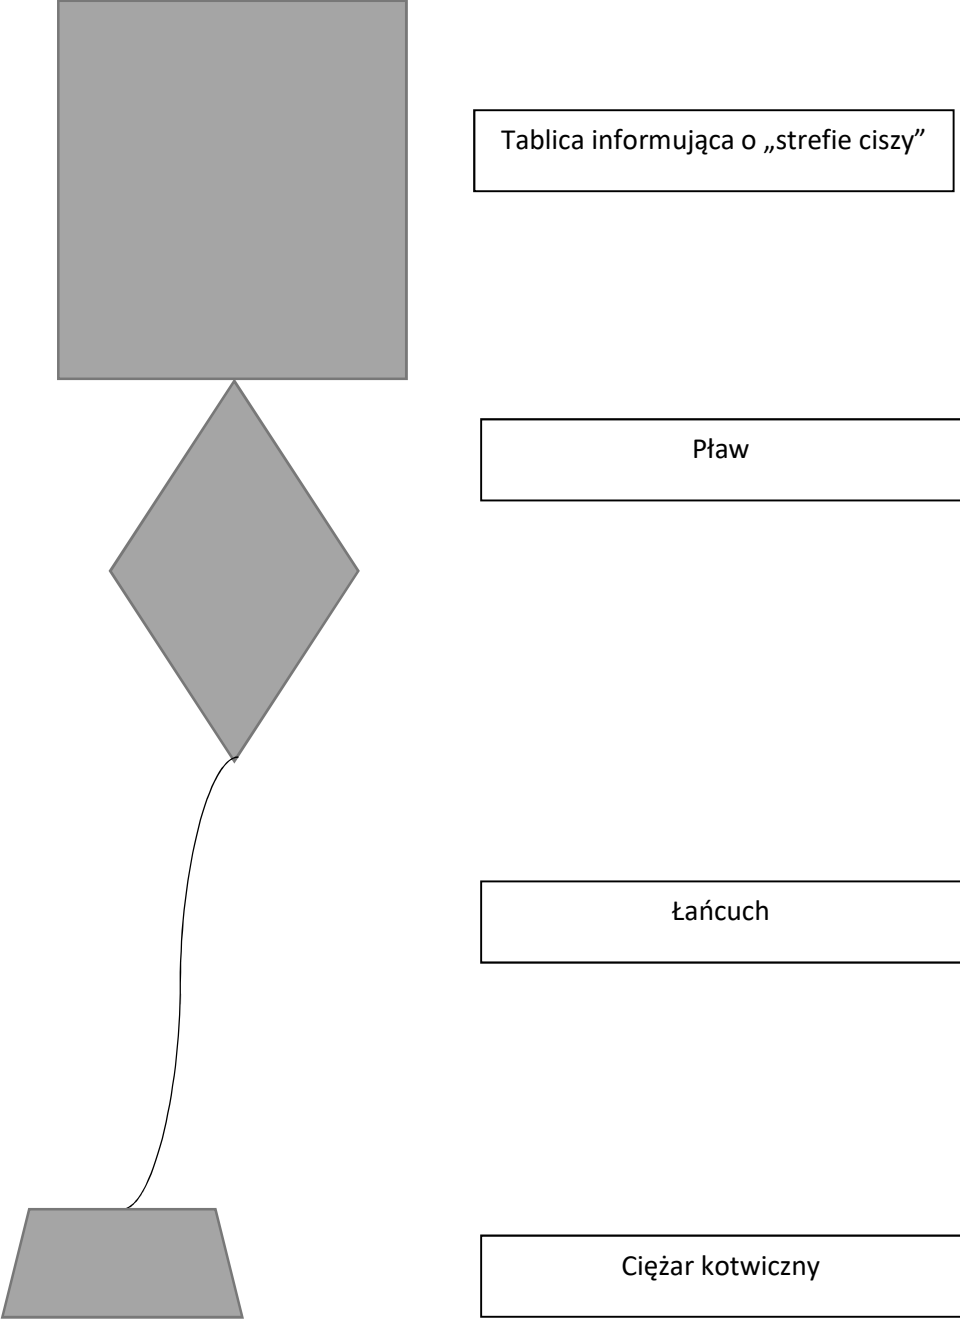 Tablica informująca o „strefie ciszy”
Pław
Łańcuch
Ciężar kotwiczny